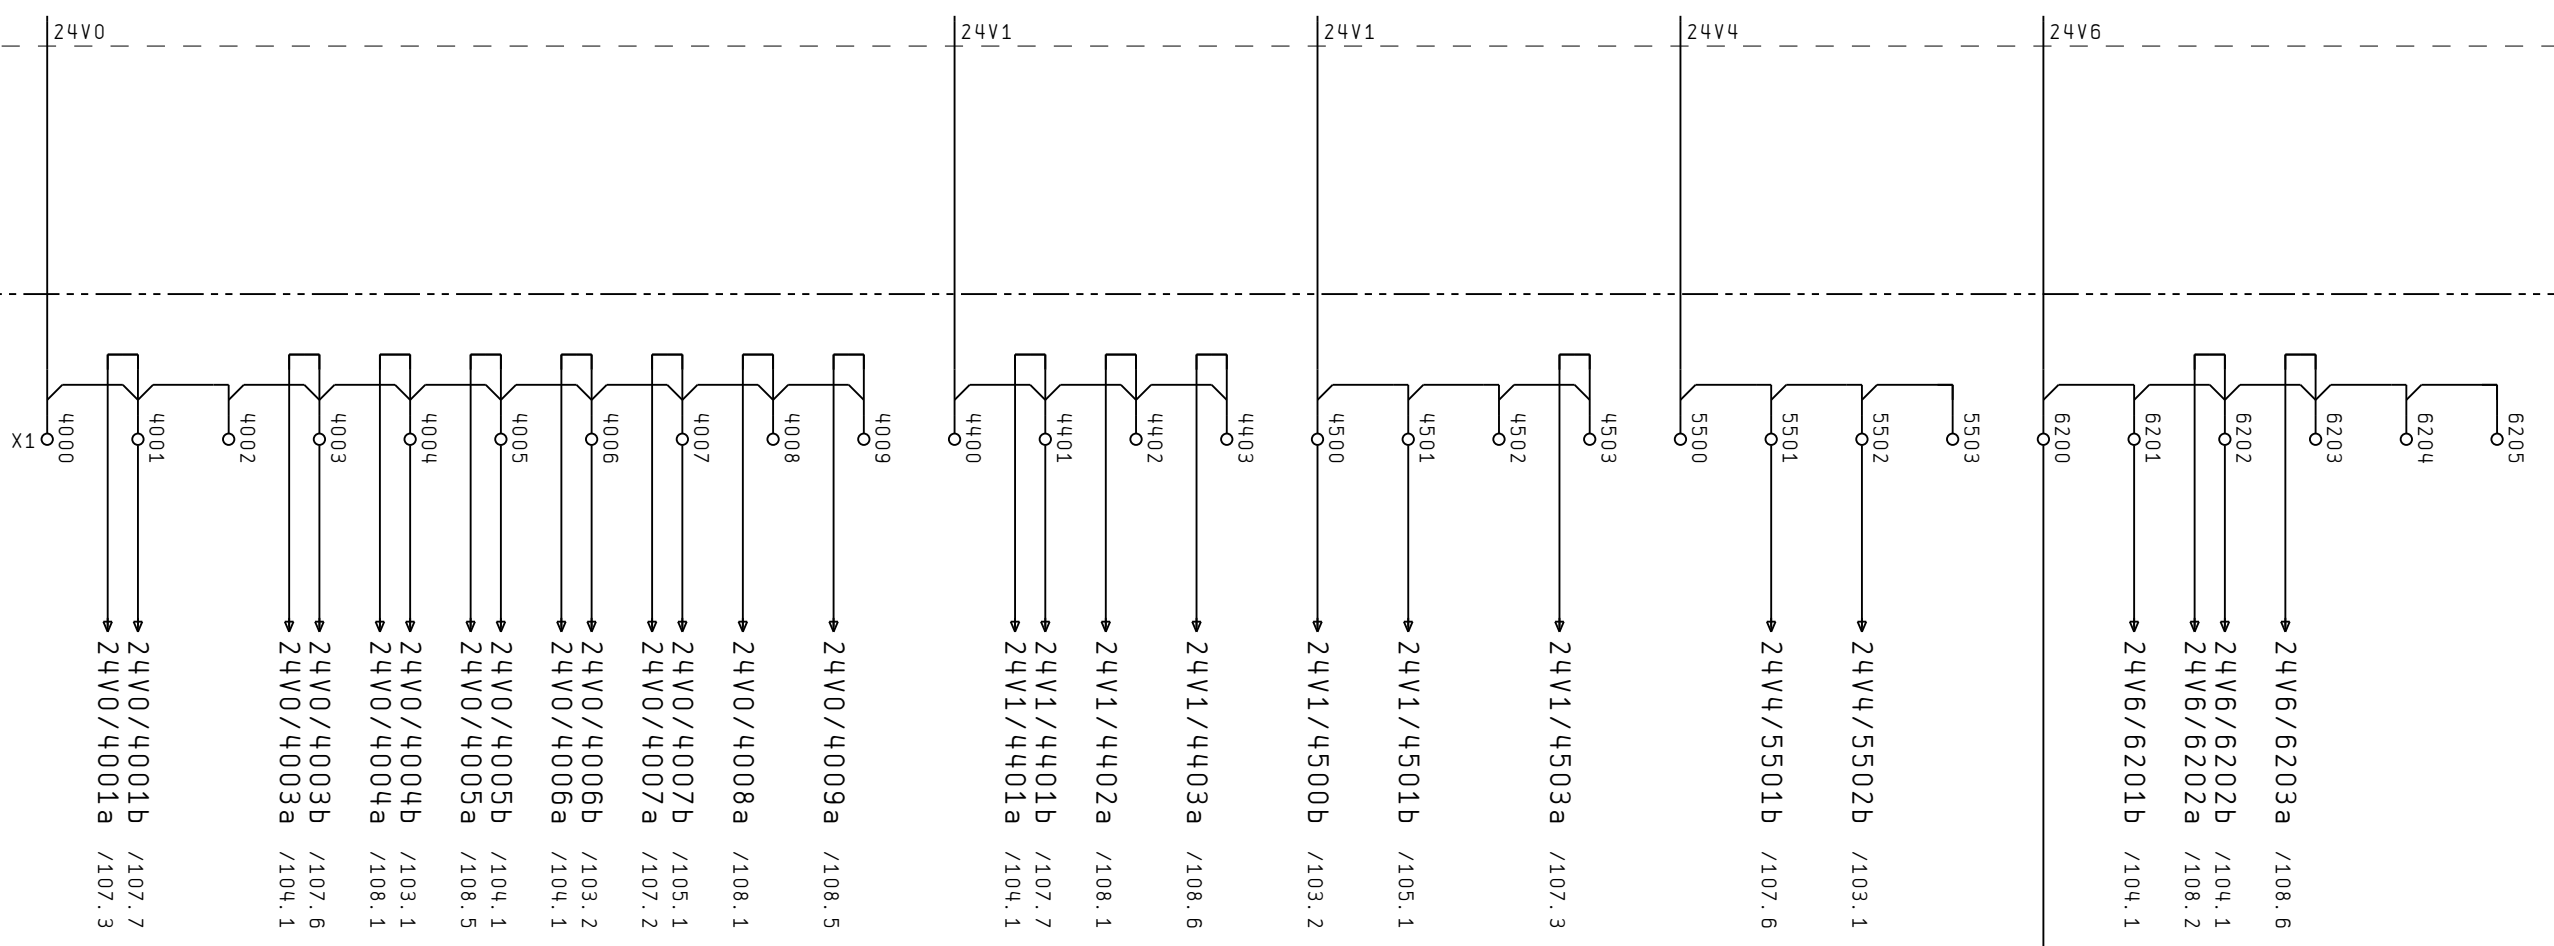 24V0 24V1 24V1 24V4 24V6
X1 4000 4001 4002 4003 4004 4005 4006 4007 4008 4009 4400 4401 4402 4403 4500 4501 4502 4503 5500 5501 5502 5503 6200 6201 6202 6203 6204 6205
24V0/4001a /107.3
24V0/4001b /107.7
24V0/4003a /104.1
24V0/4003b /107.6
24V0/4004a /108.1
24V0/4004b /103.1
24V0/4005a /108.5
24V0/4005b /104.1
24V0/4006a /104.1
24V0/4006b /103.2
24V0/4007a /107.2
24V0/4007b /105.1
24V0/4008a /108.1
24V0/4009a /108.5
24V1/4401a /104.1
24V1/4401b /107.7
24V1/4402a /108.1
24V1/4403a /108.6
24V1/4500b /103.2
24V1/4501b /105.1
24V1/4503a /107.3
24V4/5501b /107.6
24V4/5502b /103.1
24V6/6201b /104.1
24V6/6202a /108.2
24V6/6202b /104.1
24V6/6203a /108.6